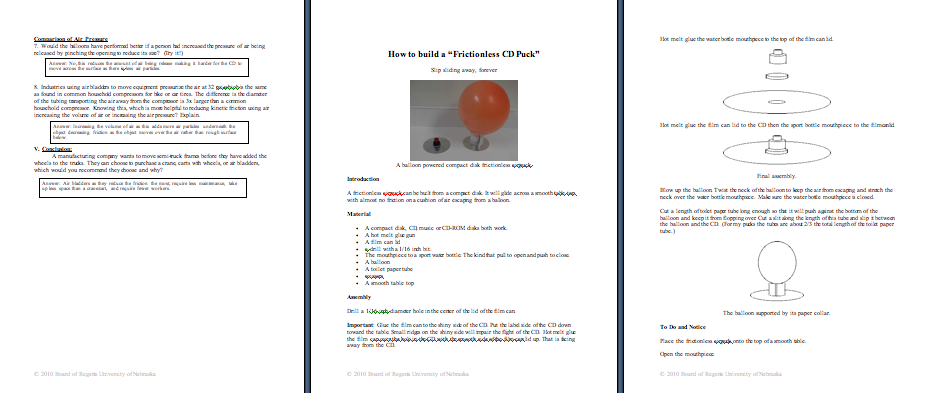 Comparison of Air Pressure
7. Would the balloons have performed better if a person had increased the pressure of air being
released by pinching the opening to reduce its size? (Try it!)
Answer: No, this reduces the amount of air being release making it harder for the CD to
move across the surface as there less air particles
8. Industries using air bladders to move equipment pressurize the air at 32 the same
as found in common household compressors for bike or car tires. The difference is the diameter
of the tubing transporting the air away from the compressor is 3x larger than a common
household compressor. Knowing this, which is most helpful to reducing kinetic friction using air
increasing the volume of air or increasing the air pressure? Explain.
Answer: Increasing the volume of air as this adds more air particles underneath the
object decreasing friction as the object moves over the air rather than rough surface
below.
V. Conclusion:
A manufacturing company wants to move semi-truck frames before they have added the
wheels to the trucks. They can choose to purchase a crane, carts with wheels, or air bladders,
which would you recommend they choose and why?
Answer: Air bladders as they reduce the friction the most, require less maintenance, take
up less space than a crane/cart, and require fewer workers.
© 2010 Board of Regents University of Nebraska
How to build a “Frictionless CD Puck”
Slip sliding away, forever
A balloon powered compact disk frictionless
Introduction
A frictionless can be built from a compact disk. It will glide across a smooth table top,
with almost no friction on a cushion of air escaping from a balloon.
Material
• A compact disk, CD, music or CD-ROM disks both work.
• A hot melt glue gun
• A film can lid
• drill with a 1/16 inch bit.
• The mouthpiece to a sport water bottle. The kind that pull to open and push to close.
• A balloon
• A toilet paper tube
•
• A smooth table top
Assembly
Drill a diameter hole in the center of the lid of the film can.
Important: Glue the film can to the shiny side of the CD. Put the label side of the CD down
toward the table. Small ridges on the shiny side will impair the flight of the CD. Hot melt glue
the film lid up. That is facing
away from the CD.
© 2010 Board of Regents University of Nebraska
Hot melt glue the water bottle mouthpiece to the top of the film can lid.
Hot melt glue the film can lid to the CD then the sport bottle mouthpiece to the film can lid.
Final assembly.
Blow up the balloon. Twist the neck of the balloon to keep the air from escaping and stretch the
neck over the water bottle mouthpiece. Make sure the water bottle mouthpiece is closed.
Cut a length of toilet paper tube long enough so that it will push against the bottom of the
balloon and keep it from flopping over. Cut a slit along the length of this tube and slip it between
the balloon and the CD. (For my pucks the tubes are about 2/3 the total length of the toilet paper
tube.)
The balloon supported by its paper collar.
To Do and Notice
Place the frictionless onto the top of a smooth table.
Open the mouthpiece.
© 2010 Board of Regents University of Nebraska